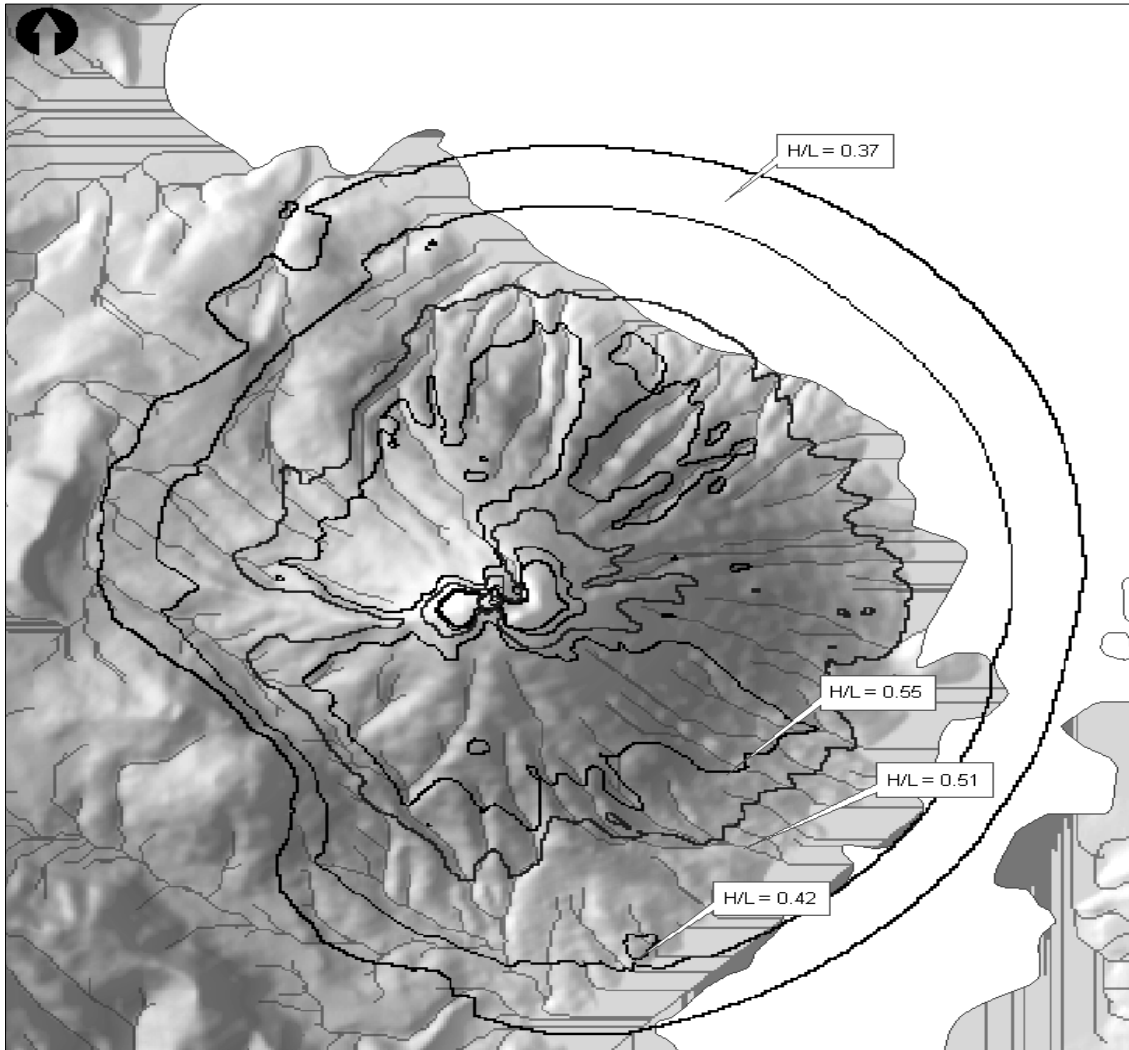 H/L = 0.37
H/L = 0.55
H/L = 0.51
H/L = 0.42